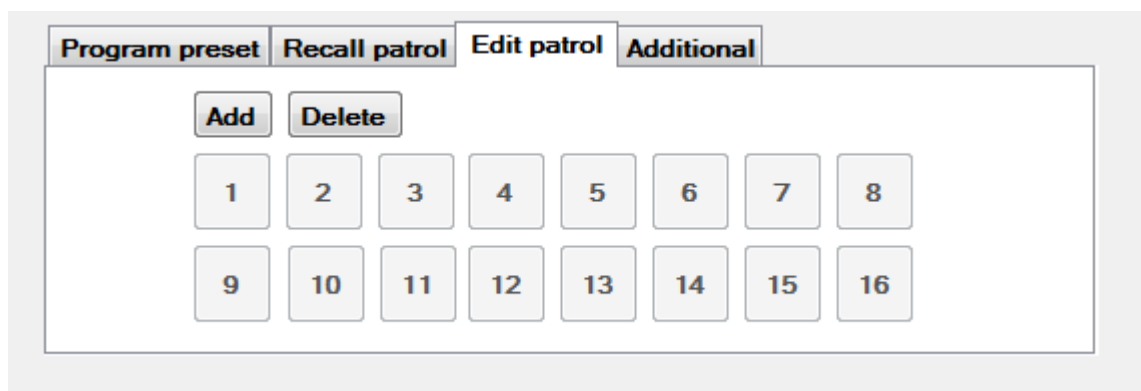 Program preset Recall patrol Edit patrol Additional
Add Delete
1 2 3 4 5 6 7 8
9 10 11 12 13 14 15 16